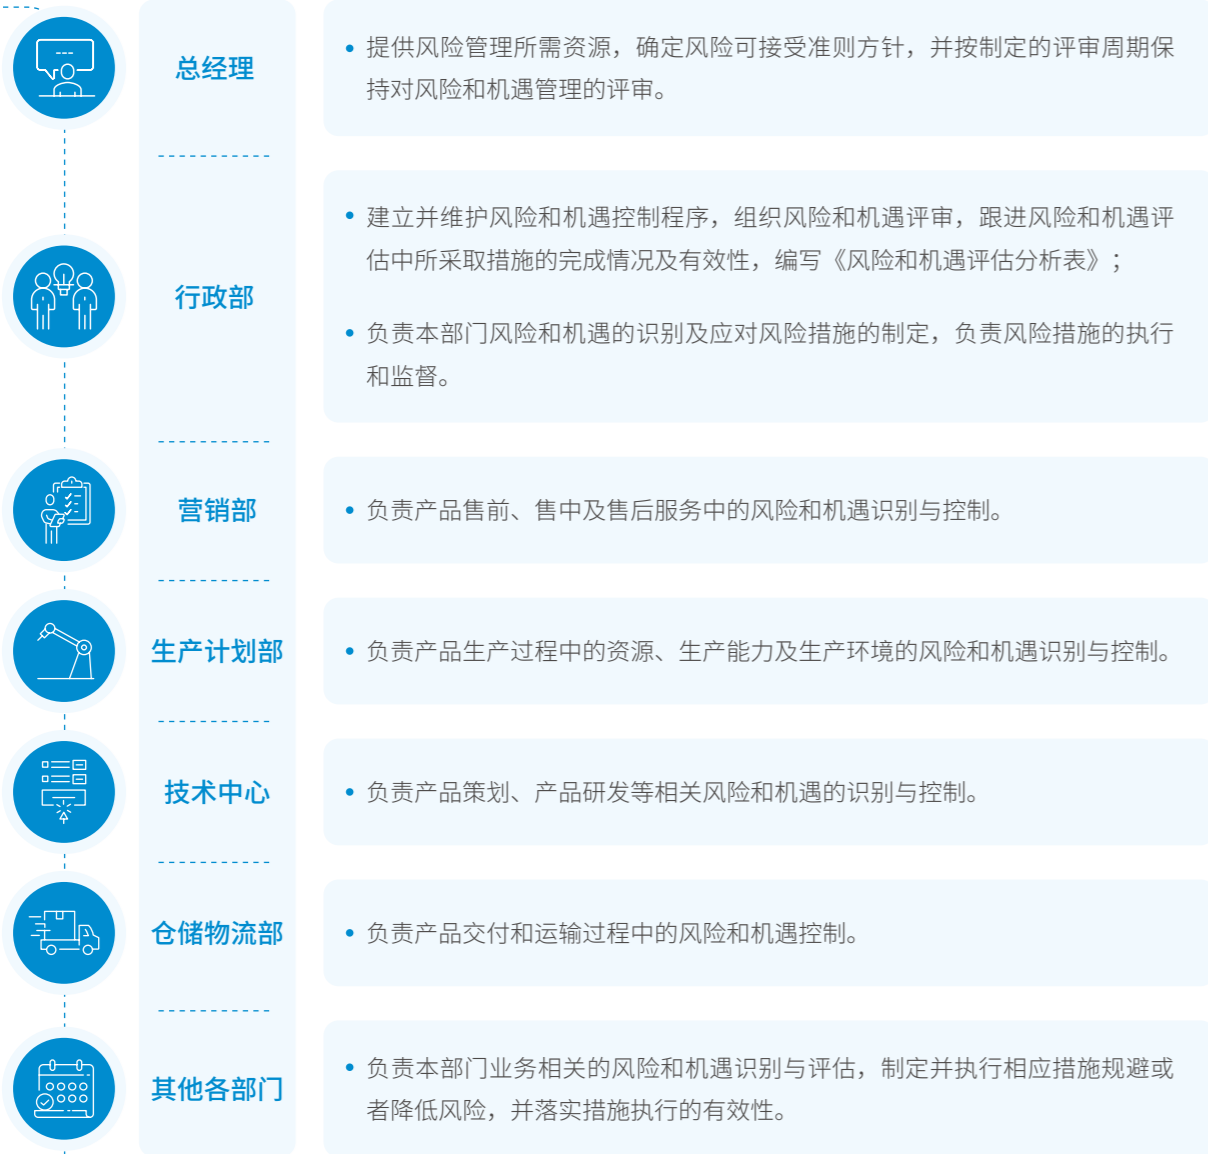 总经理
提供风险管理所需资源，确定风险可接受准则方针，并按制定的评审周期保
持对风险和机遇管理的评审。
行政部
建立并维护风险和机遇控制程序，组织风险和机遇评审，跟进风险和机遇评
估中所采取措施的完成情况及有效性，编写《风险和机遇评估分析表》；
负责本部门风险和机遇的识别及应对风险措施的制定，负责风险措施的执行
和监督。
营销部
负责产品售前、售中及售后服务中的风险和机遇识别与控制。
生产计划部
负责产品生产过程中的资源、生产能力及生产环境的风险和机遇识别与控制。
技术中心
负责产品策划、产品研发等相关风险和机遇的识别与控制。
仓储物流部
负责产品交付和运输过程中的风险和机遇控制。
其他各部门
负责本部门业务相关的风险和机遇识别与评估，制定并执行相应措施规避或
者降低风险，并落实措施执行的有效性。